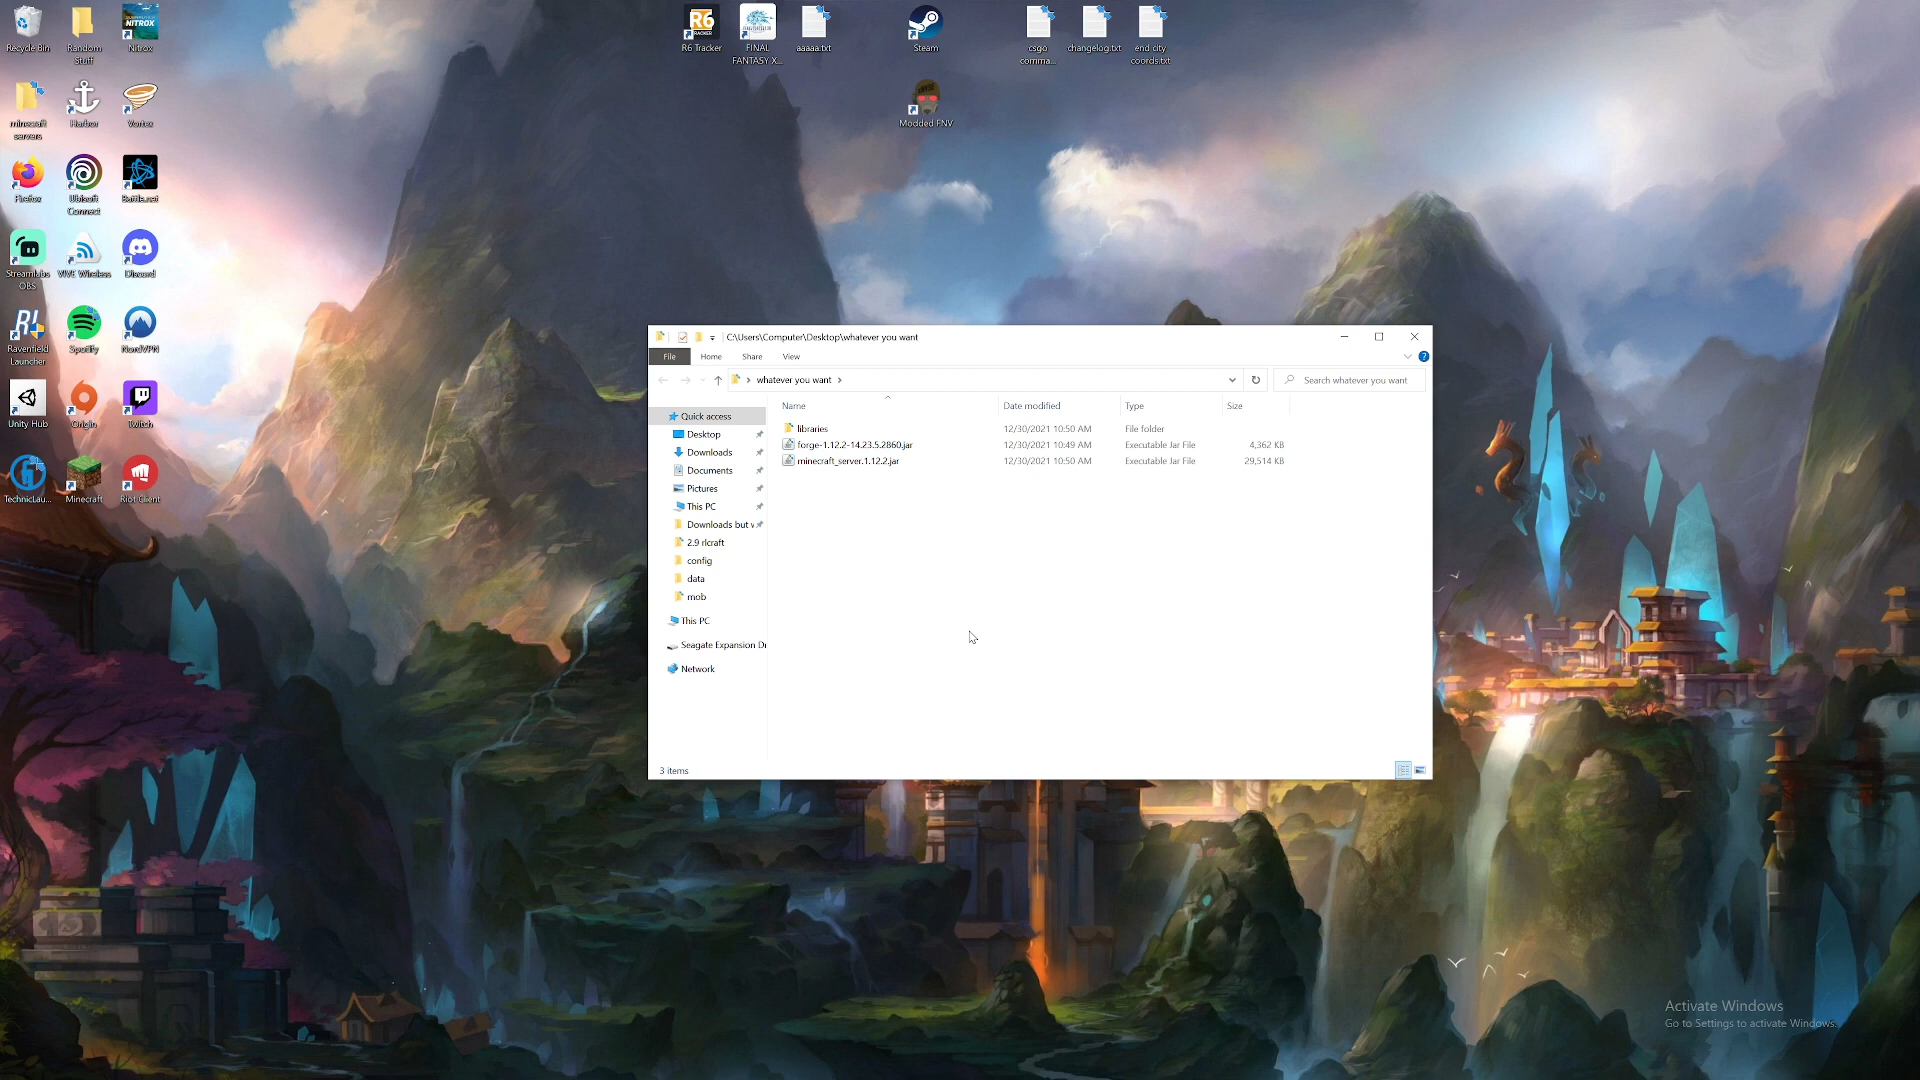 Recycle Bin
Random Stuff
Nitrox
R6 Tracker
FINAL FANTASY X...
aaaaa.txt
Steam
csgo comma...
changelog.txt
end city coords.txt
minecraft servers
Harbor
Vortex
Modded FNV
Firefox
Ubisoft Connect
Battle.net
Streamlabs OBS
VIVE Wireless
Discord
Ravenfield Launcher
Spotify
NordVPN
Unity Hub
Origin
Twitch
TechnicLau...
Minecraft
Riot Client
C:\Users\Computer\Desktop\whatever you want
File Home Share View
whatever you want
Search whatever you want
Name Date modified Type Size
libraries 12/30/2021 10:50 AM File folder
forge-1.12.2-14.23.5.2860.jar 12/30/2021 10:49 AM Executable Jar File 4,362 KB
minecraft_server.1.12.2.jar 12/30/2021 10:50 AM Executable Jar File 29,514 KB
Quick access
Desktop
Downloads
Documents
Pictures
This PC
Downloads but
2.9 rlcraft
config
data
mob
This PC
Seagate Expansion
Network
3 items
Activate Windows
Go to Settings to activate Windows.